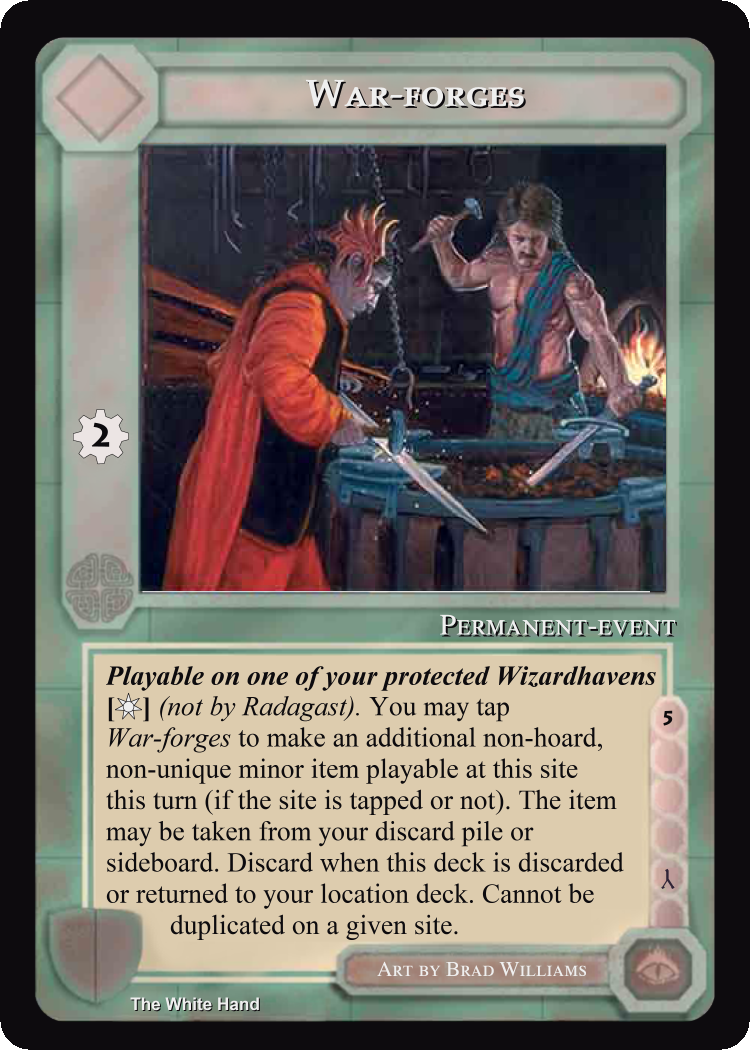 War-forges
2
Permanent-event
Playable on one of your protected Wizardhavens
[] (not by Radagast). You may tap
War-forges to make an additional non-hoard,
non-unique minor item playable at this site
this turn (if the site is tapped or not). The item
may be taken from your discard pile or
sideboard. Discard when this deck is discarded
or returned to your location deck. Cannot be
duplicated on a given site.
5
Art by Brad Williams
The White Hand